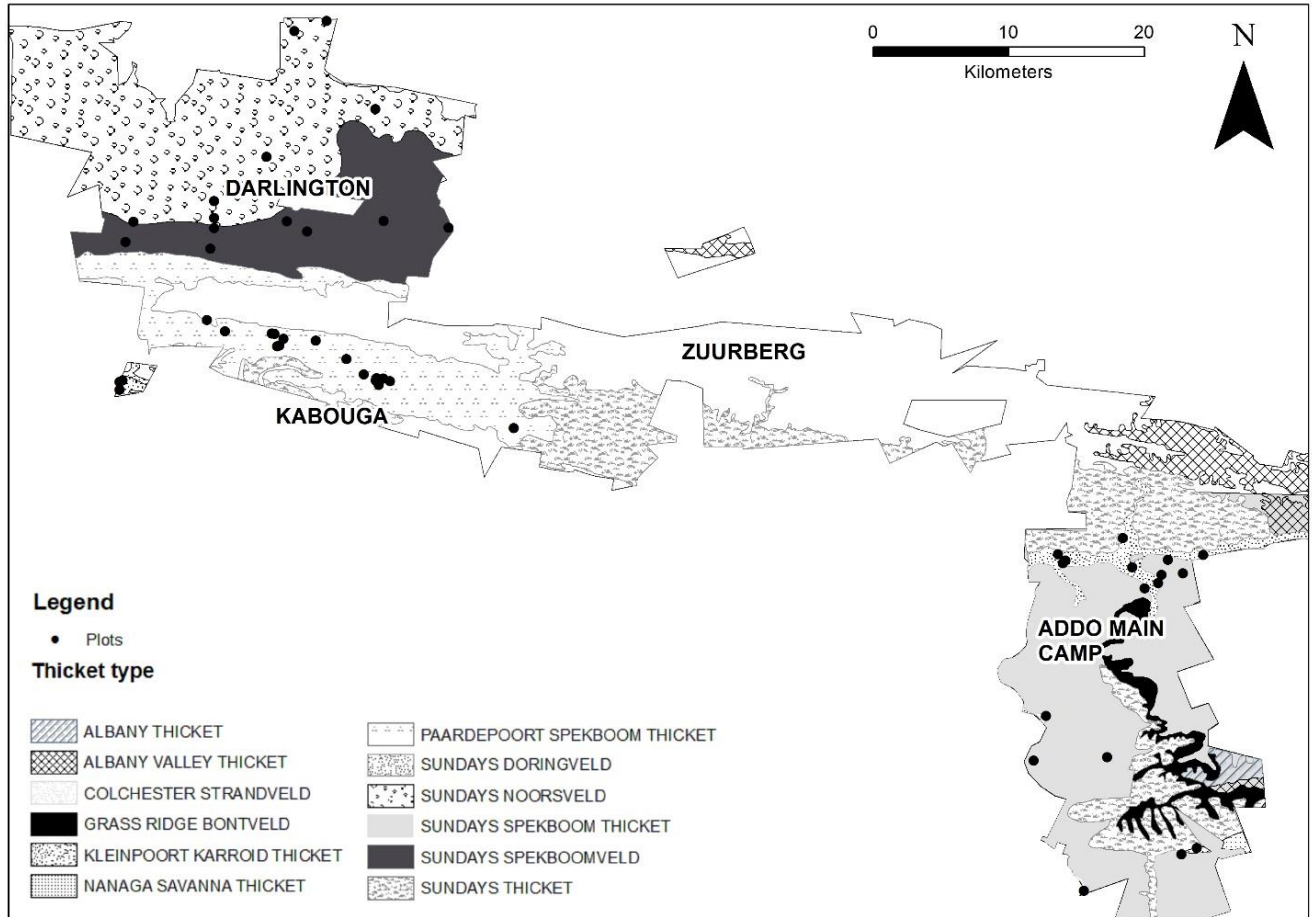 0 10 20
Kilometers
N
DARLINGTON
ZUURBERG
KABOUGA
ADDO MAIN
CAMP
Legend
Plots
Thicket type
ALBANY THICKET
ALBANY VALLEY THICKET
COLCHESTER STRANDVELD
GRASS RIDGE BONTVELD
KLEINPOORT KARROID THICKET
NANAGA SAVANNA THICKET
PAARDEPOORT SPEKBOOM THICKET
SUNDAYS DORINGVELD
SUNDAYS NOORSVELD
SUNDAYS SPEKBOOM THICKET
SUNDAYS SPEKBOOMVELD
SUNDAYS THICKET